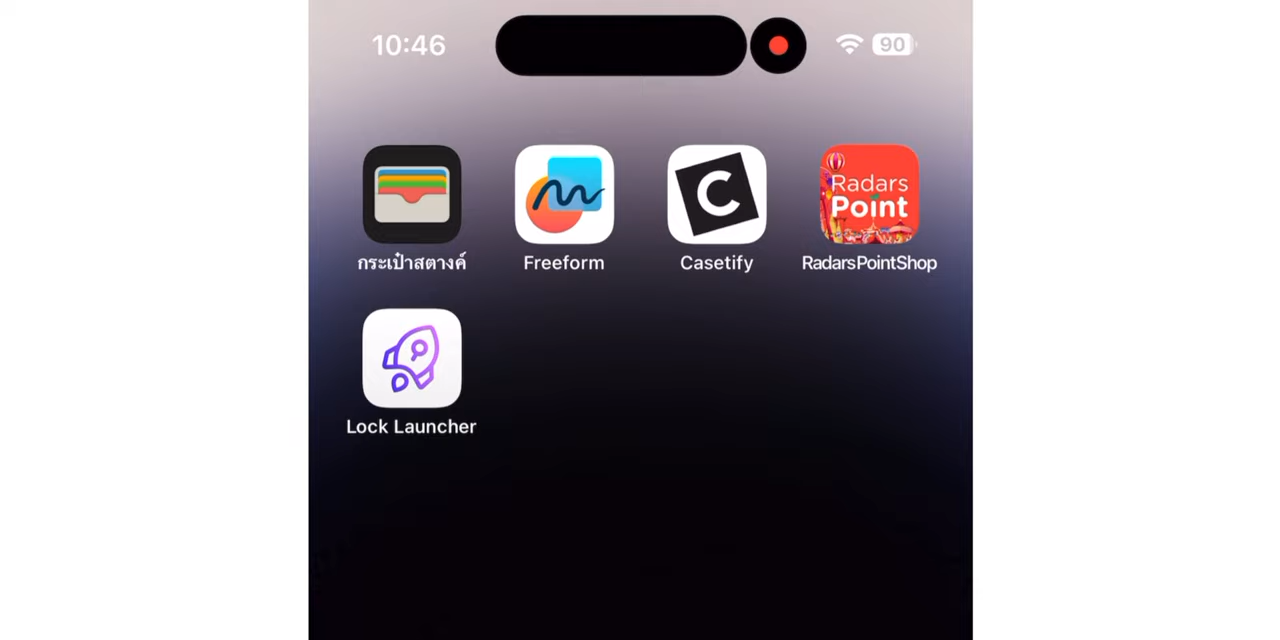 10:46
90
Radars
Point
กระเป๋าสตางค์
Freeform
Casetify
RadarsPointShop
Lock Launcher